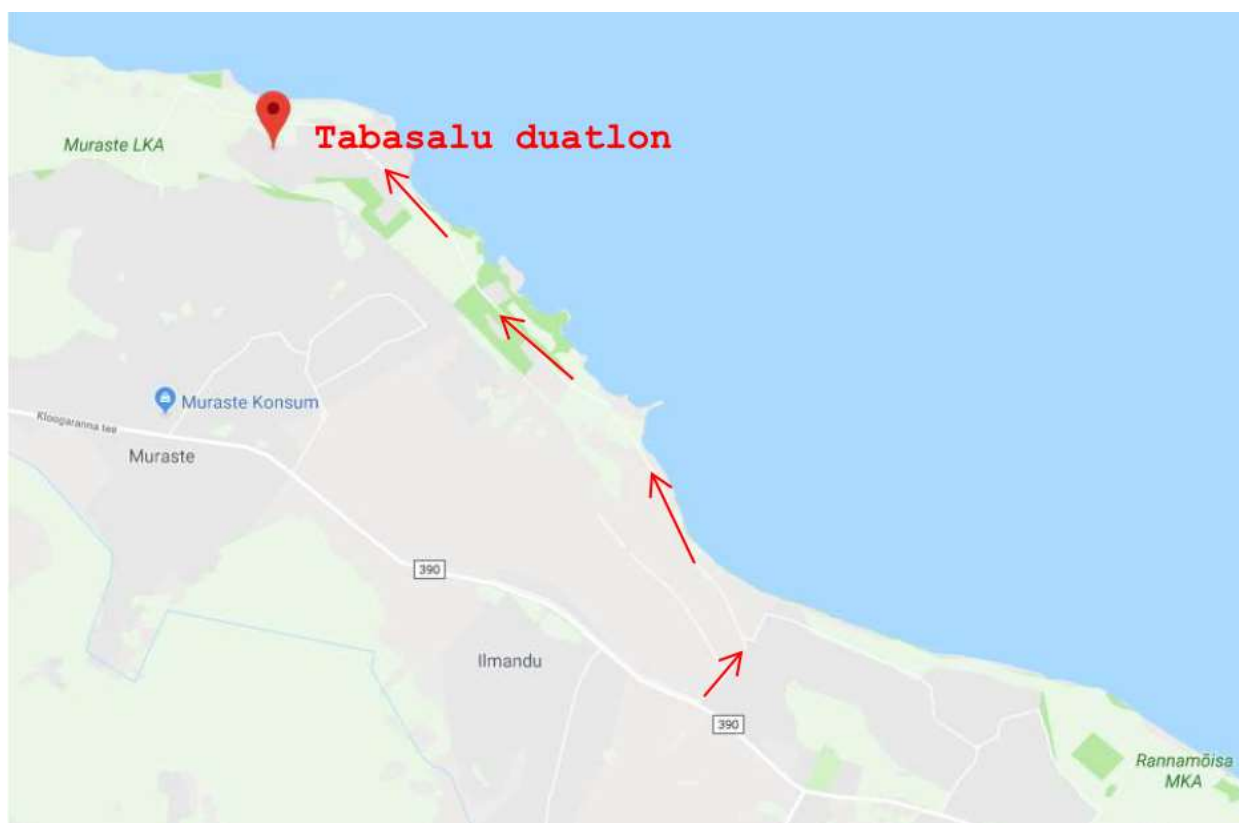 Tabasalu duatlon
Muraste LKA
Muraste Konsum
Kloogaranna tee
Muraste
390
Ilmandu
390
Rannamõisa
MKA